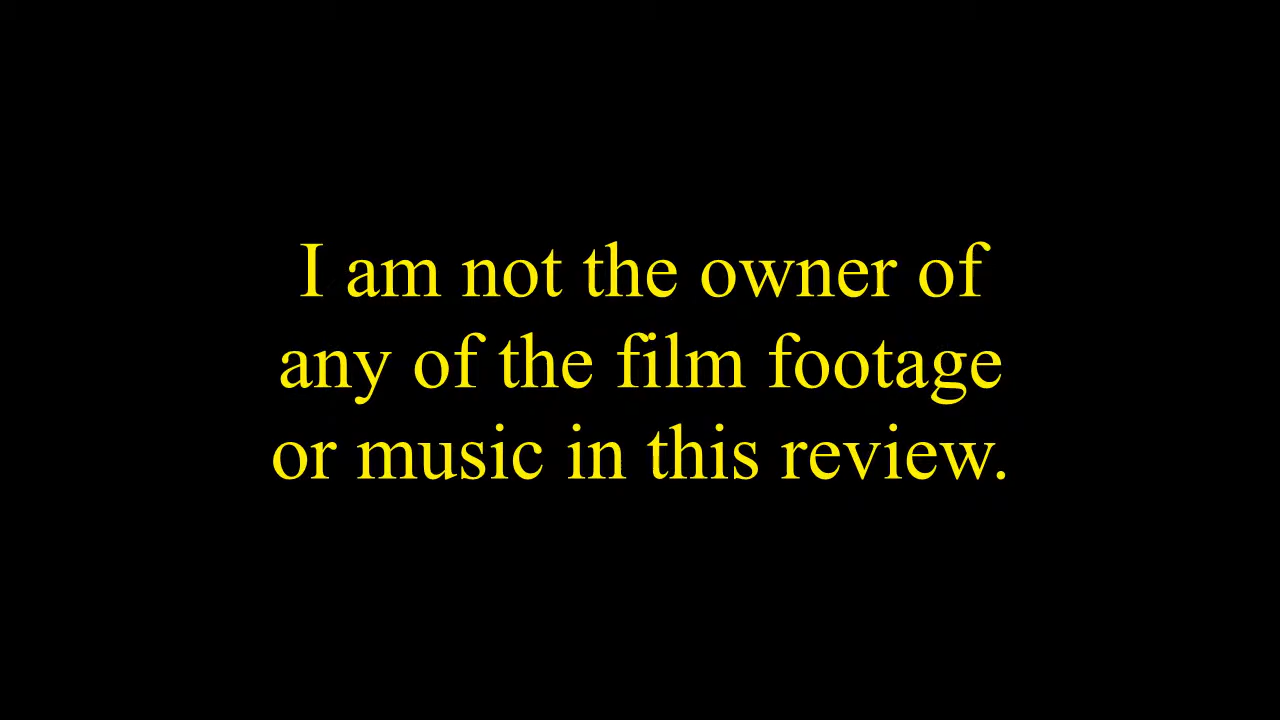 I am not the owner of
any of the film footage
or music in this review.